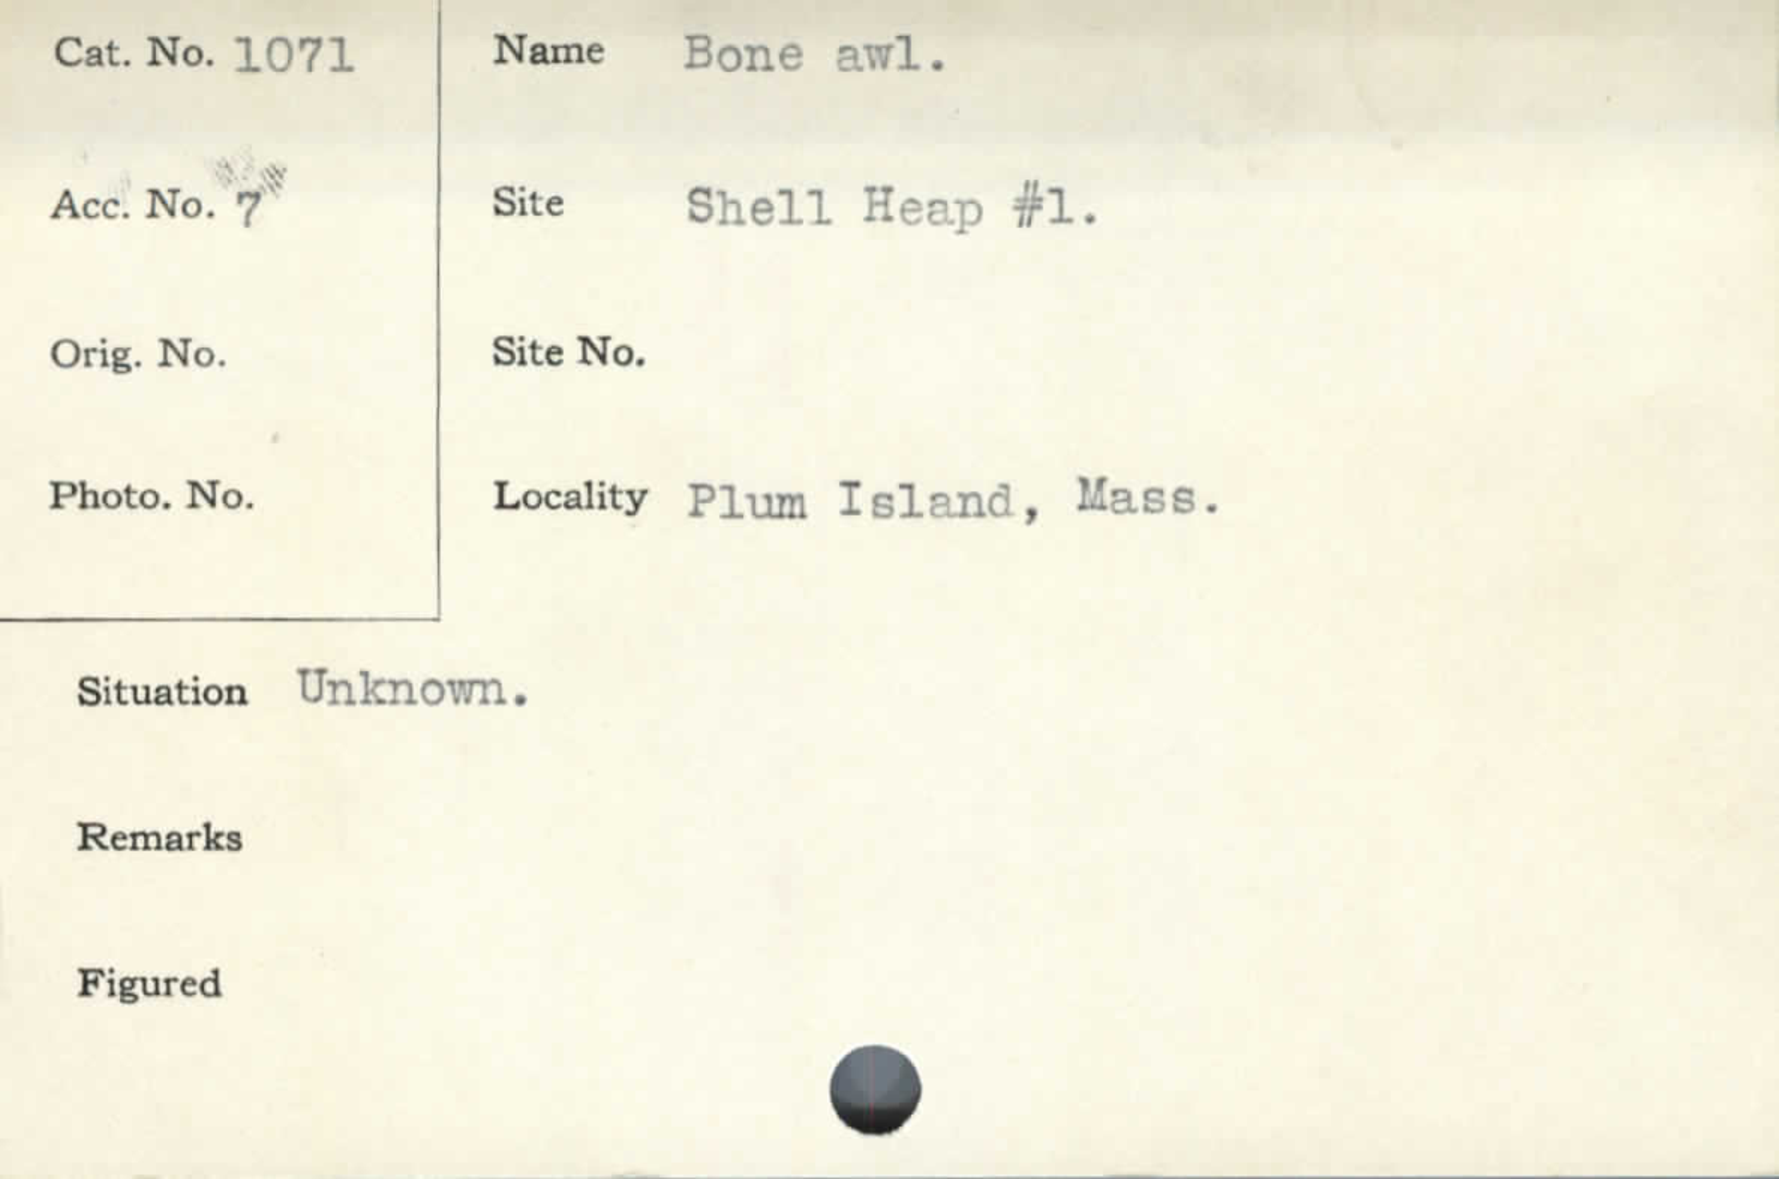 Cat. No. 1071
Name Bone awl.
Acc. No. 7
Site Shell Heap #1.
Orig. No.
Site No.
Photo. No.
Locality Plum Island, Mass.
Situation Unknown.
Remarks
Figured